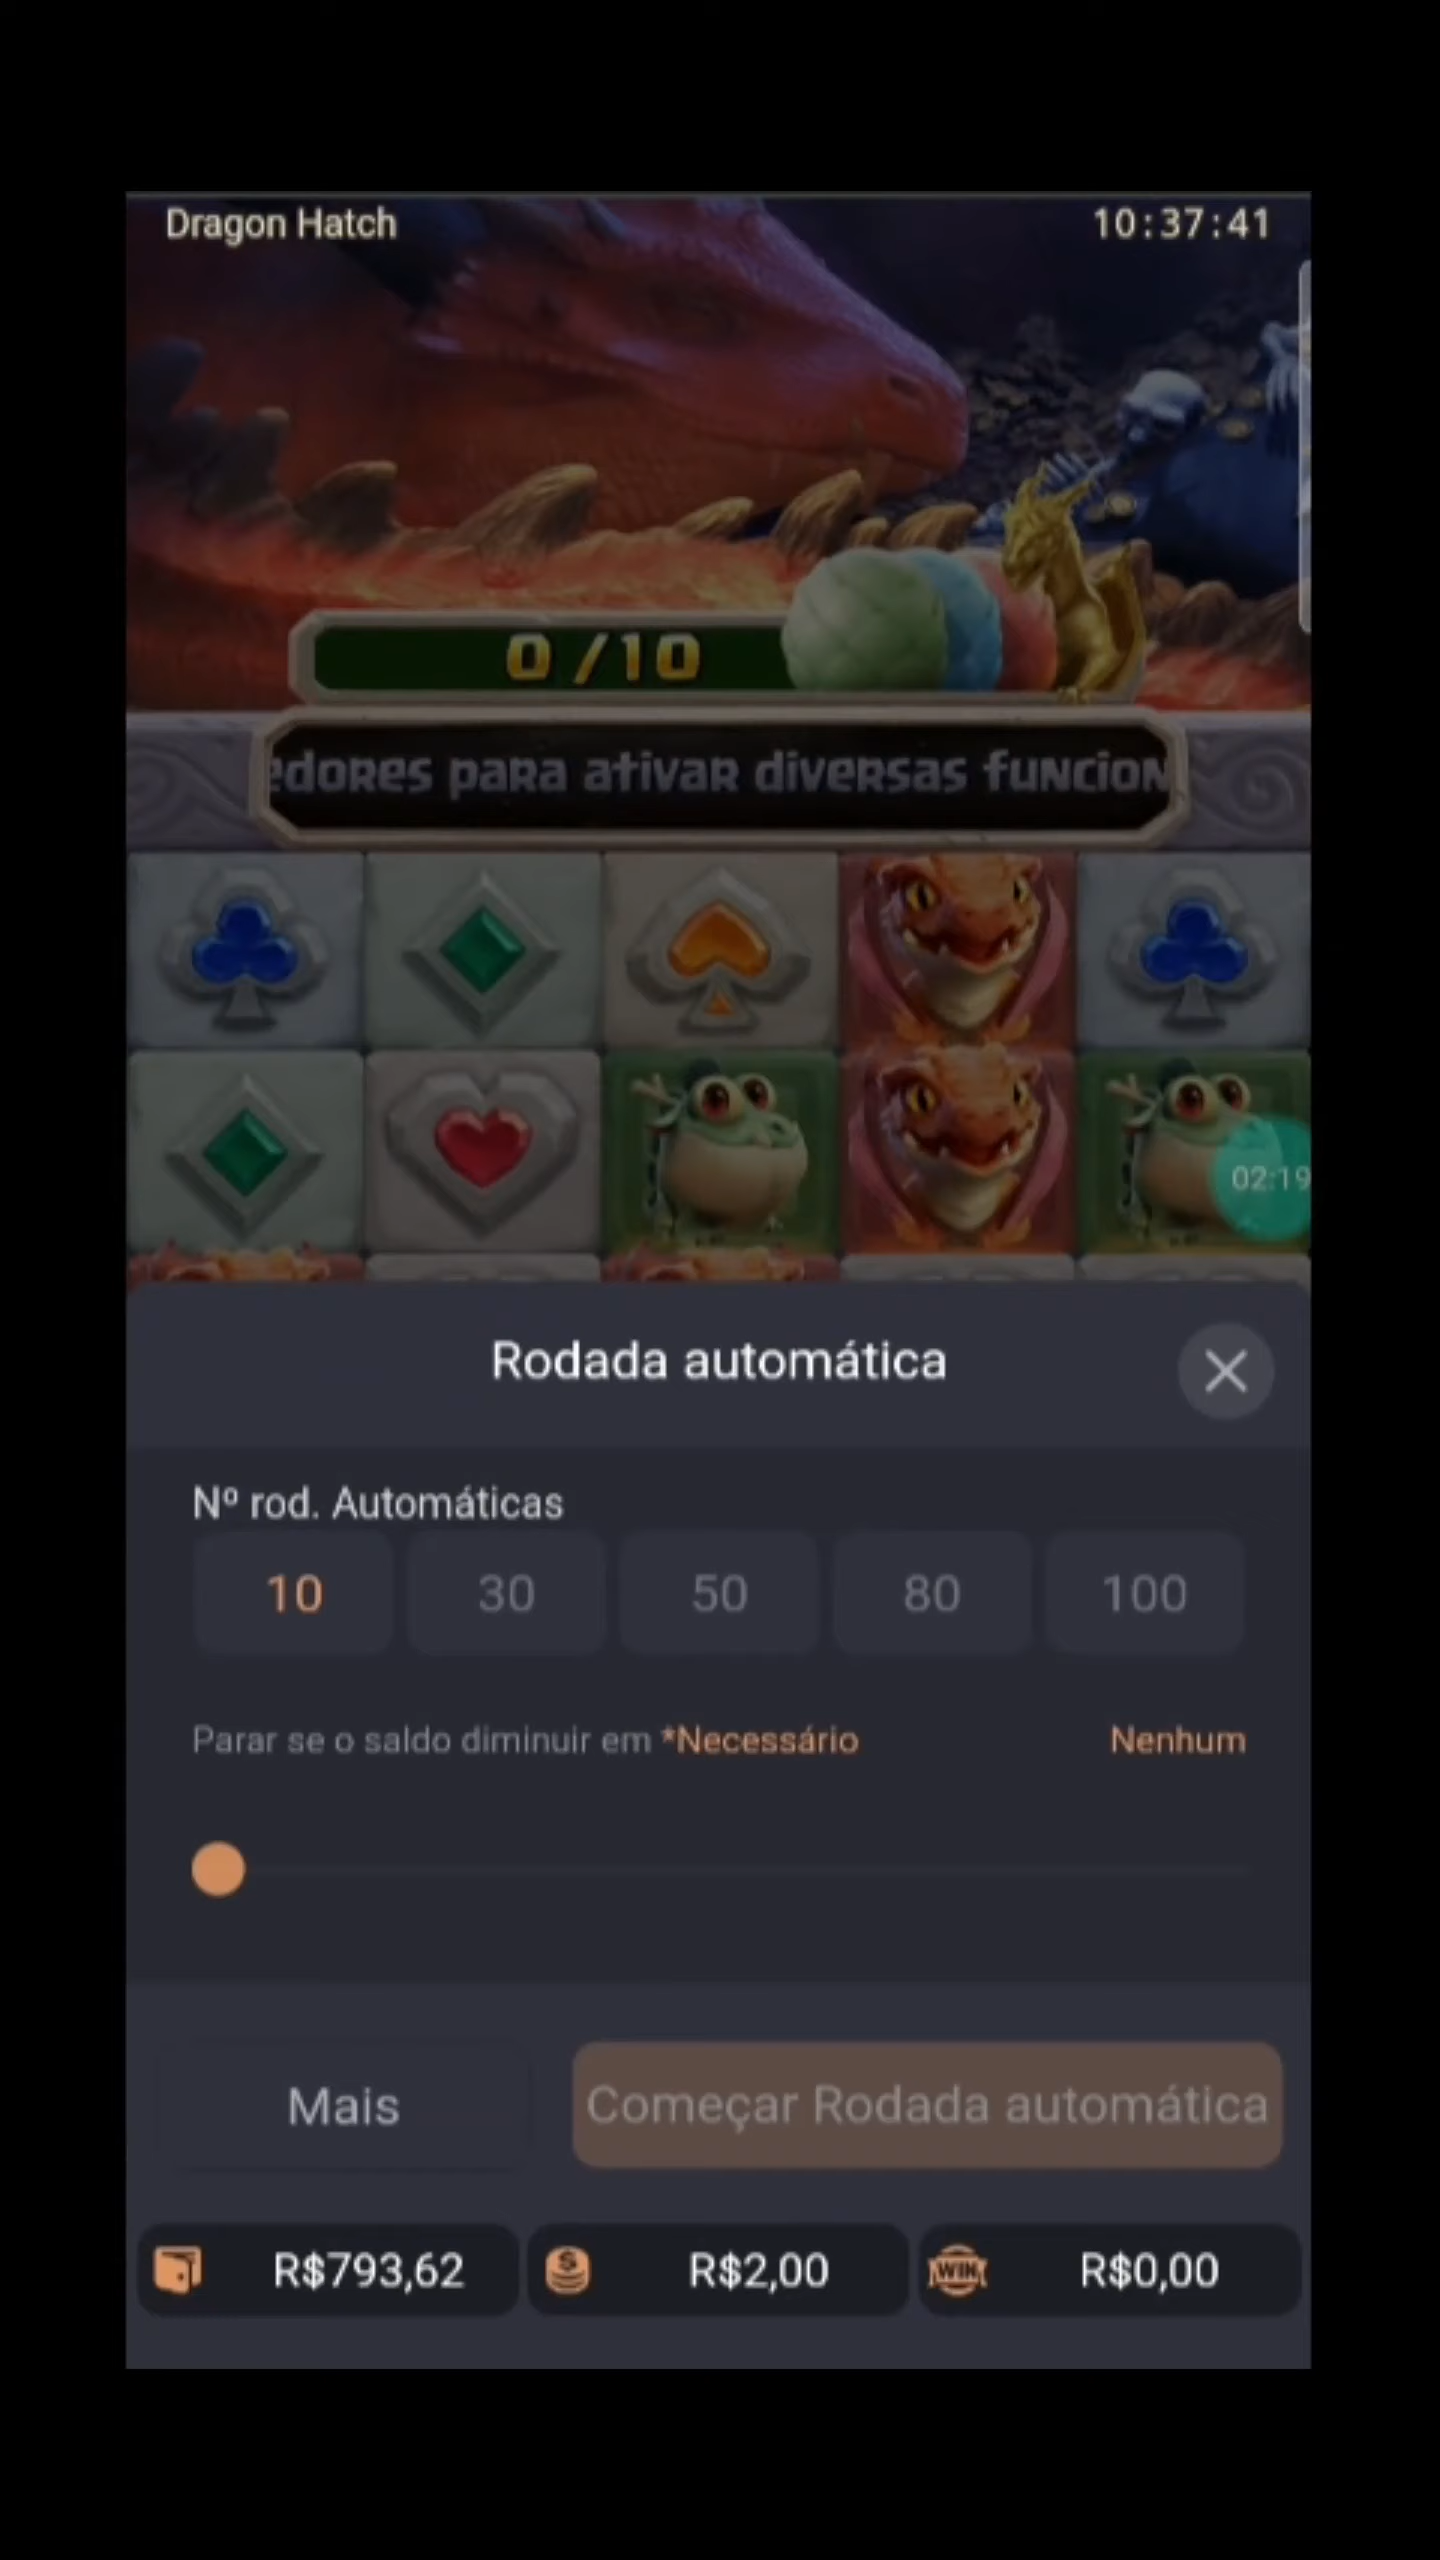 Dragon Hatch 10:37:41
0/10
edores para ativar diversas funcion
02:19
Rodada automática
Nº rod. Automáticas
10 30 50 80 100
Parar se o saldo diminuir em *Necessário Nenhum
Mais Começar Rodada automática
R$793,62 R$2,00 WIN R$0,00